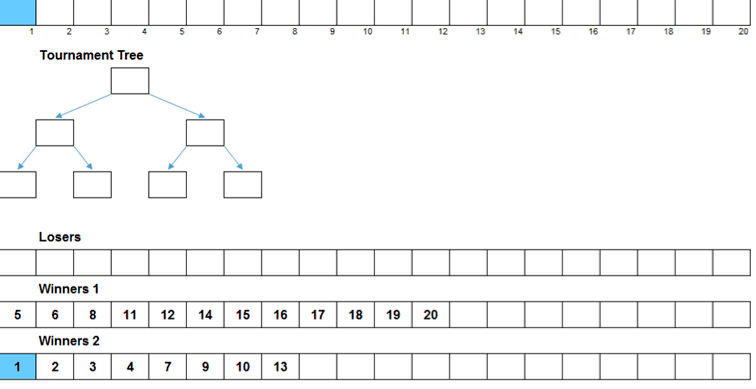 1 2 3 4 5 6 7 8 9 10 11 12 13 14 15 16 17 18 19 20
Tournament Tree
Losers
Winners 1
5 6 8 11 12 14 15 16 17 18 19 20
Winners 2
1 2 3 4 7 9 10 13